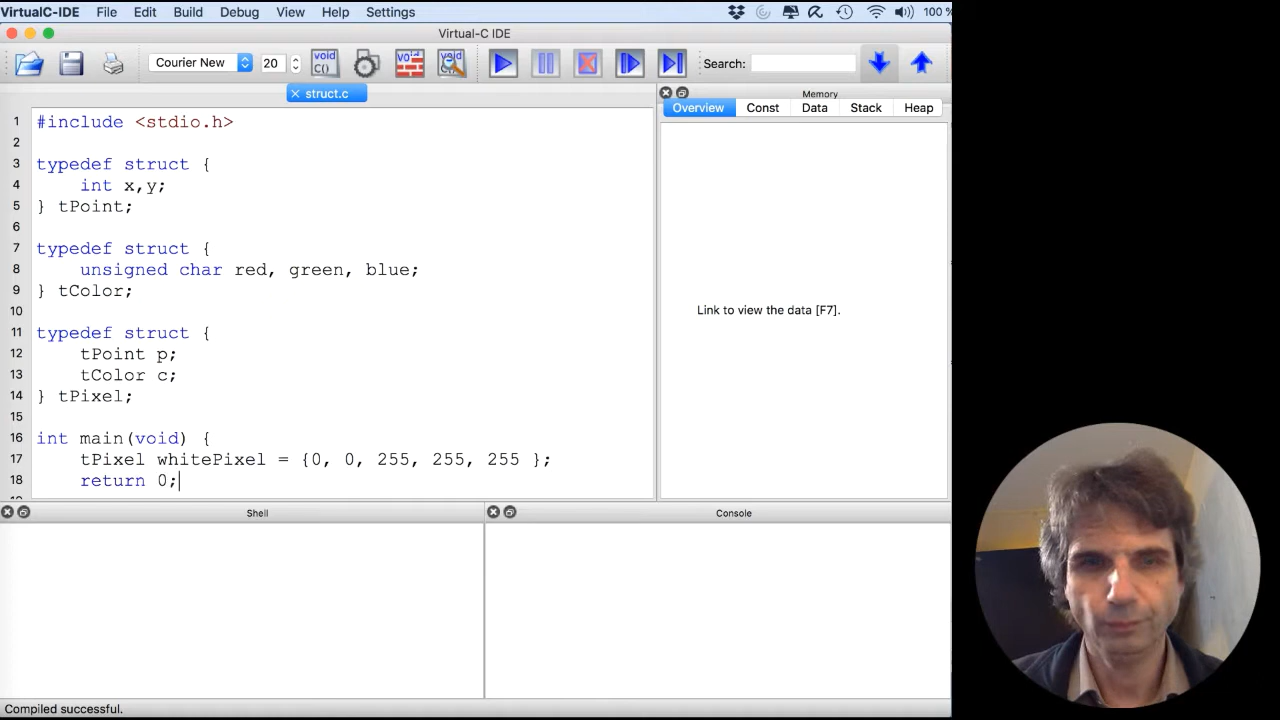 VirtualC-IDE File Edit Build Debug View Help Settings 100 %
Virtual-C IDE
Courier New 20 void C() Search:
struct.c
Memory
Overview Const Data Stack Heap
1 #include <stdio.h>
2
3 typedef struct {
4 int x,y;
5 } tPoint;
6
7 typedef struct {
8 unsigned char red, green, blue;
9 } tColor;
10
11 typedef struct {
12 tPoint p;
13 tColor c;
14 } tPixel;
15
16 int main(void) {
17 tPixel whitePixel = {0, 0, 255, 255, 255 };
18 return 0;
Link to view the data [F7].
Shell Console
Compiled successful.